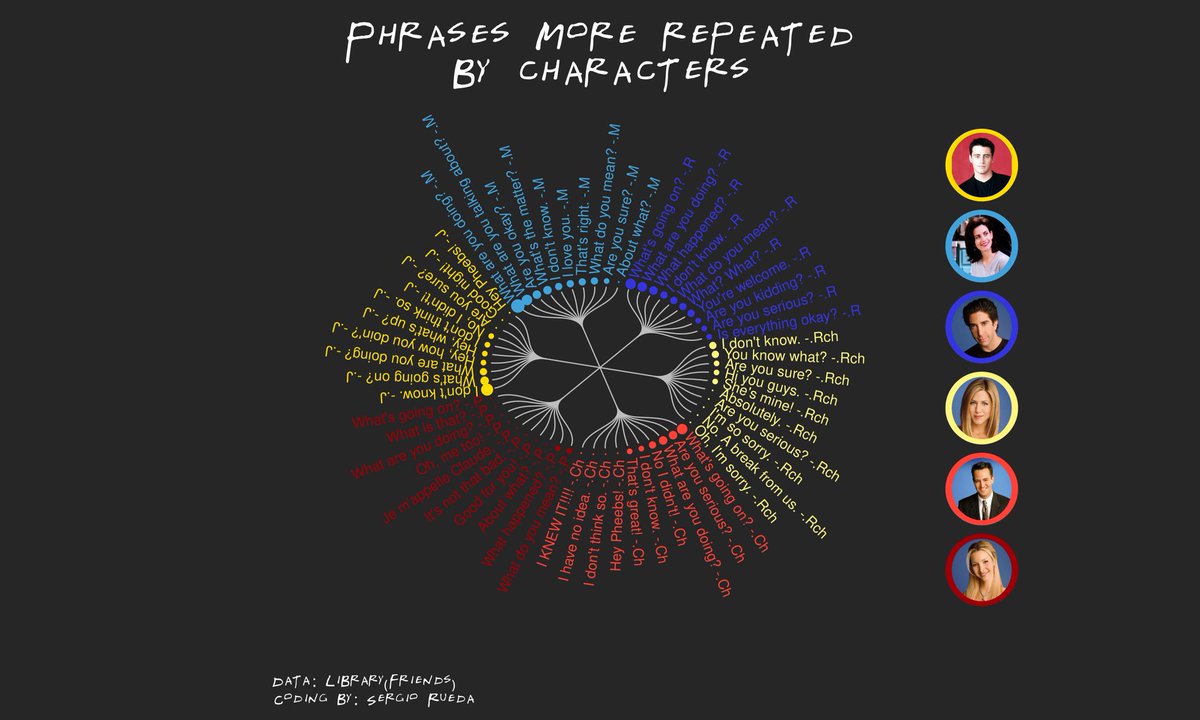 PHRASES MORE REPEATED
BY CHARACTERS
What are you doing? -.M
What are you talking about!? -.M
Are you okay? -.M
What's the matter? -.M
I don't know. -.M
I love you. -.M
That's right. -.M
What do you mean? -.M
Are you sure? -.M
About what? -.M
What's going on? -.R
What are you doing? -.R
What happened? -.R
I don't know. -.R
What do you mean? -.R
What? What? -.R
You're welcome. -.R
Are you kidding? -.R
Are you serious? -.R
Is everything okay? -.R
I don't know. -.Rch
You know what? -.Rch
Are you sure? -.Rch
Hi you guys. -.Rch
She's mine! -.Rch
Absolutely. -.Rch
Are you serious? -.Rch
I'm so sorry. -.Rch
No. A break from us. -.Rch
Oh, I'm sorry. -.Rch
What's going on? -.Ch
Are you serious? -.Ch
What are you doing? -.Ch
No I didn't! -.Ch
I don't know. -.Ch
That's great! -.Ch
Hey Pheebs! -.Ch
I don't think so. -.Ch
I have no idea. -.Ch
I KNEW IT!!!!! -.Ch
What do you mean? -.P
What happened? -.P
About what? -.P
Good for you. -.P
It's not that bad. -.P
Je m'appelle Claude. -.P
Oh, me too! -.P
What are you doing? -.P
What is that? -.P
What's going on? -.P
I don't know. -.J
What's going on? -.J
What are you doing? -.J
Hey, how you doin'? -.J
Hey, what's up? -.J
I don't think so. -.J
No I didn't! -.J
Are you sure? -.J
Good night! -.J
Hey Pheebs! -.J
DATA: LIBRARY(FRIENDS)
CODING BY: SERGIO RUEDA